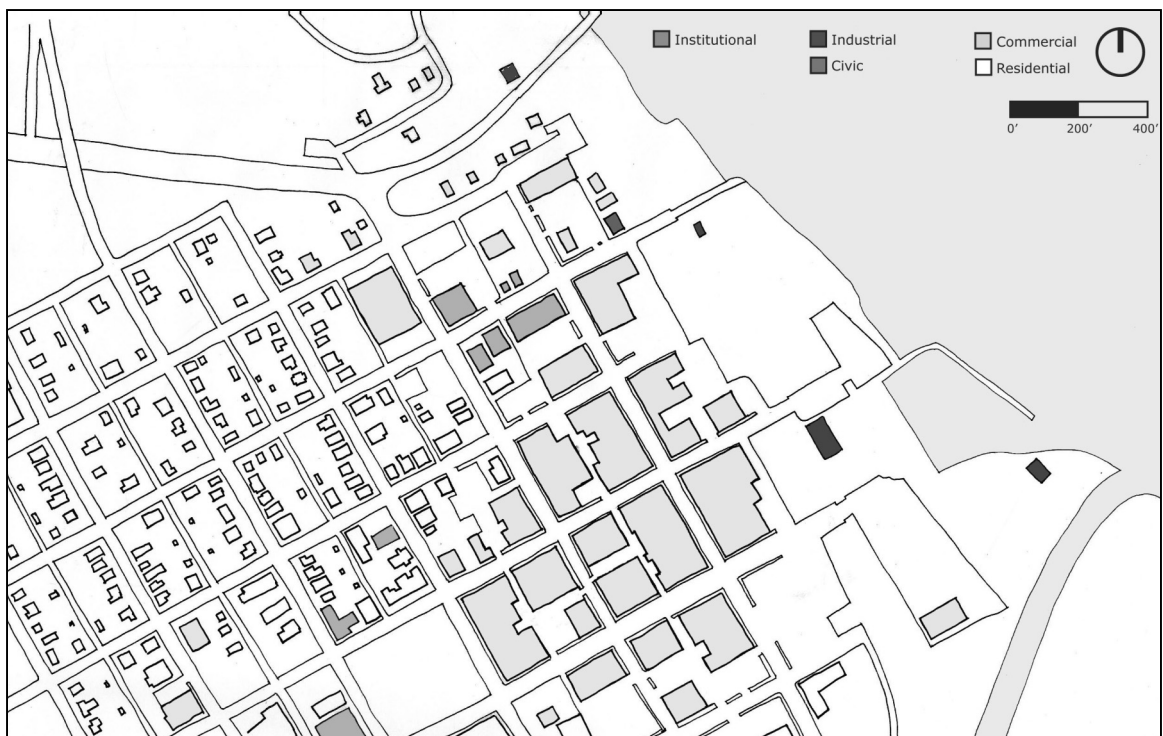 Institutional
Industrial
Civic
Commercial
Residential
0’ 200’ 400’